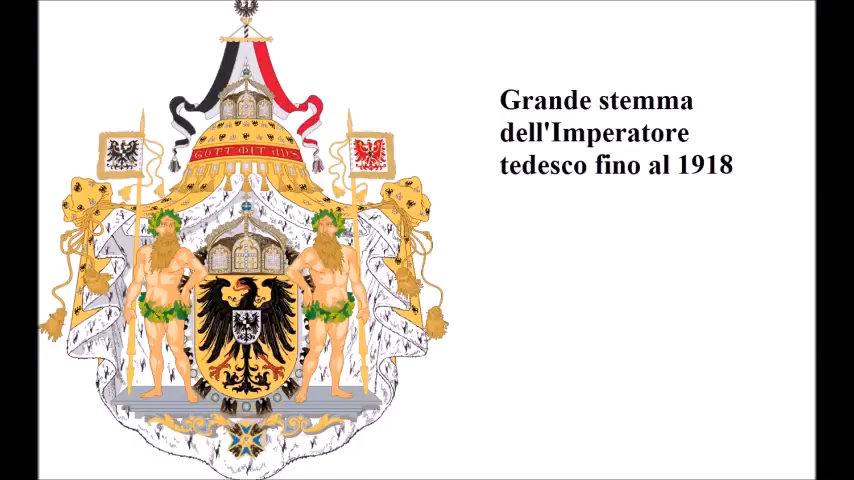 Grande stemma
dell'Imperatore
tedesco fino al 1918
GOTT MIT UNS